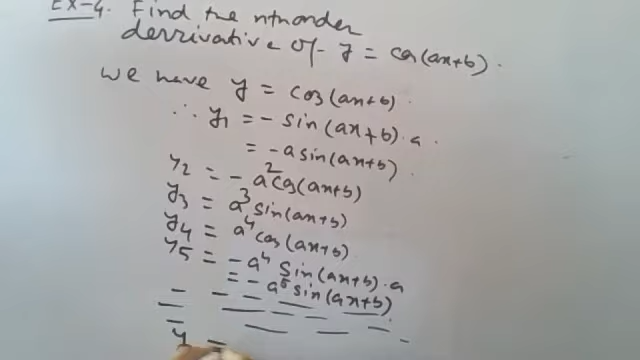 Ex-4. Find the nth order
derrivative of y = cos(ax+b).
We have y = cos(ax+b).
∴ y₁ = - sin(ax+b)·a.
= -a sin(ax+b).
y₂ = - a² cos(ax+b)
y₃ = a³ sin(ax+b)
y₄ = a⁴ cos(ax+b)
y₅ = - a⁴ sin(ax+b)·a
= - a⁵ sin(ax+b)
y =